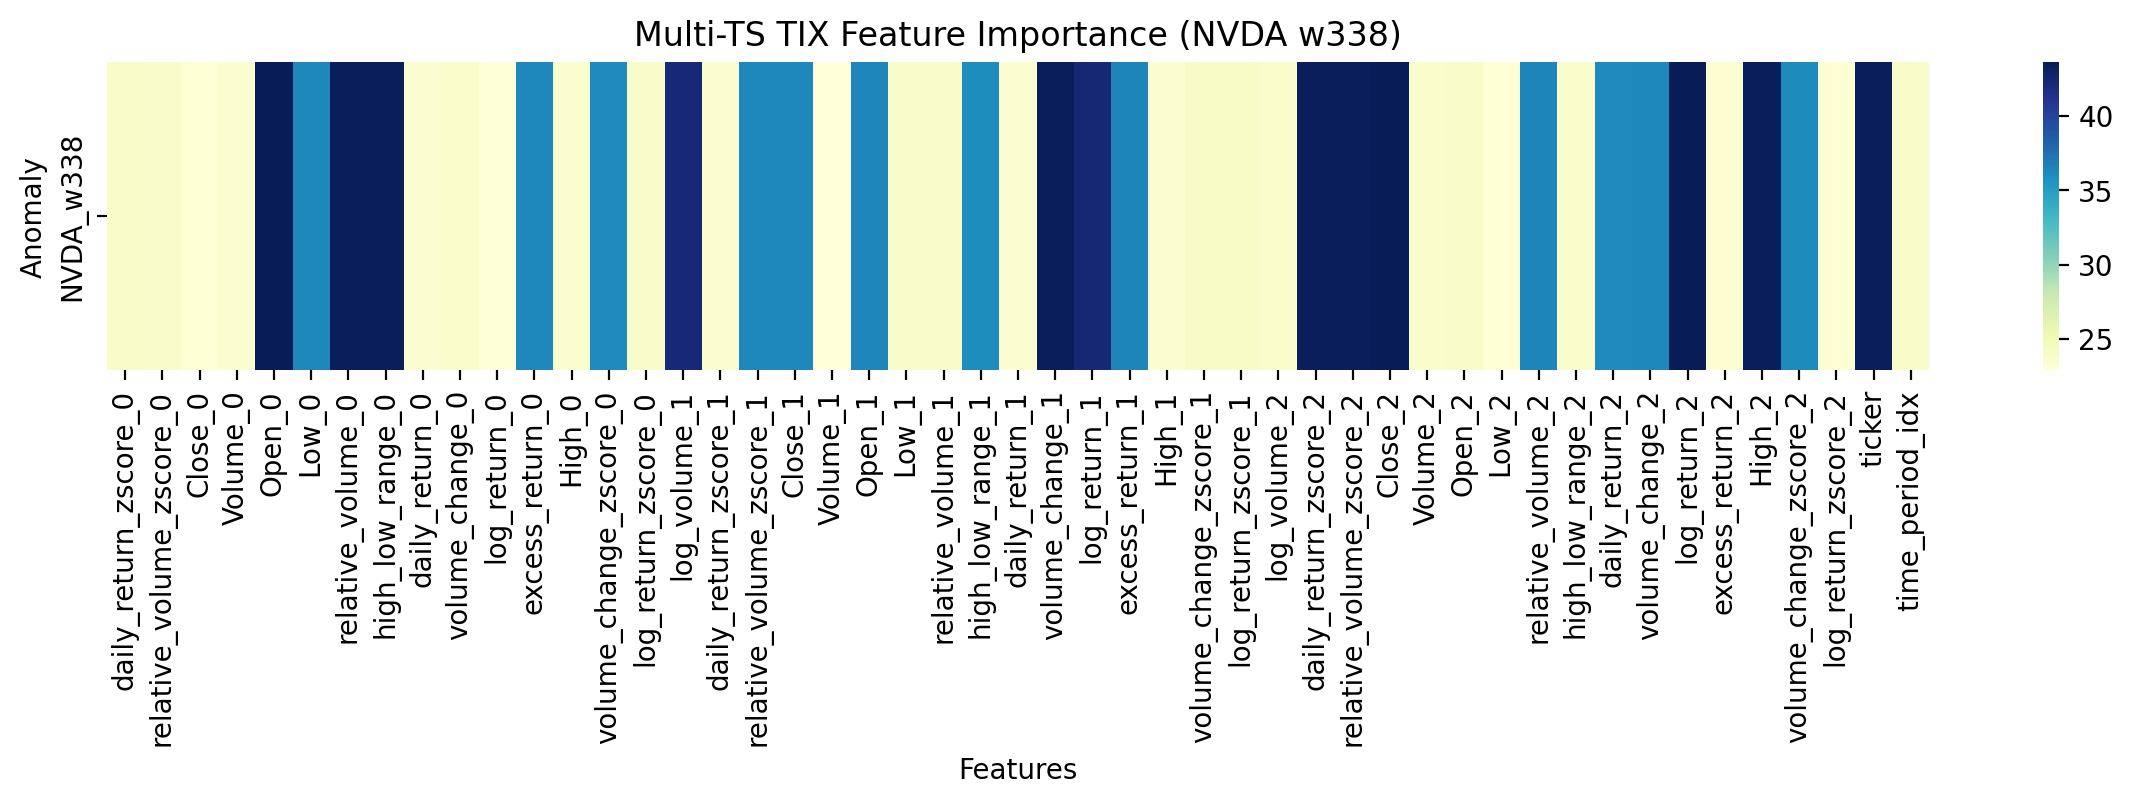 Multi-TS TIX Feature Importance (NVDA w338)
Anomaly
NVDA_w338
40
35
30
25
daily_return_zscore_0
relative_volume_zscore_0
Close_0
Volume_0
Open_0
Low_0
relative_volume_0
high_low_range_0
daily_return_0
volume_change_0
log_return_0
excess_return_0
High_0
volume_change_zscore_0
log_return_zscore_0
log_volume_1
daily_return_zscore_1
relative_volume_zscore_1
Close_1
Volume_1
Open_1
Low_1
relative_volume_1
high_low_range_1
daily_return_1
volume_change_1
log_return_1
excess_return_1
High_1
volume_change_zscore_1
log_return_zscore_1
log_volume_2
daily_return_zscore_2
relative_volume_zscore_2
Close_2
Volume_2
Open_2
Low_2
relative_volume_2
high_low_range_2
daily_return_2
volume_change_2
log_return_2
excess_return_2
High_2
volume_change_zscore_2
log_return_zscore_2
ticker
time_period_idx
Features